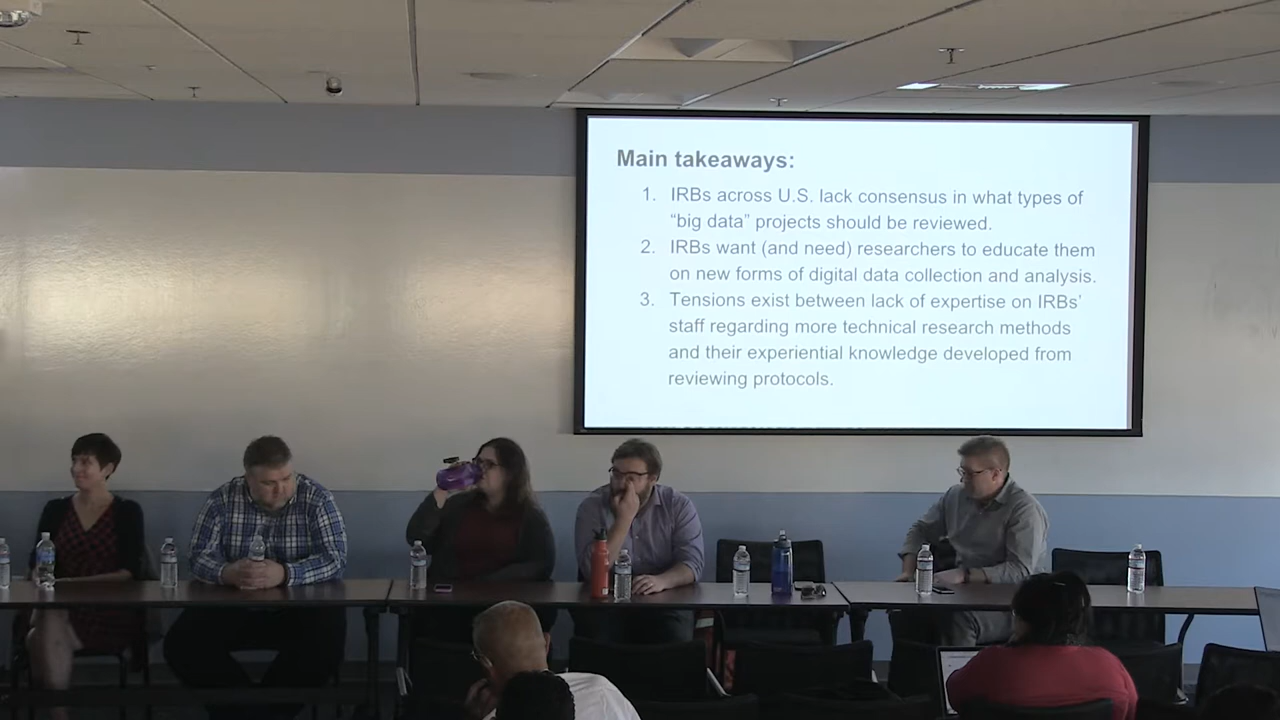 Main takeaways:
1. IRBs across U.S. lack consensus in what types of
“big data” projects should be reviewed.
2. IRBs want (and need) researchers to educate them
on new forms of digital data collection and analysis.
3. Tensions exist between lack of expertise on IRBs’
staff regarding more technical research methods
and their experiential knowledge developed from
reviewing protocols.